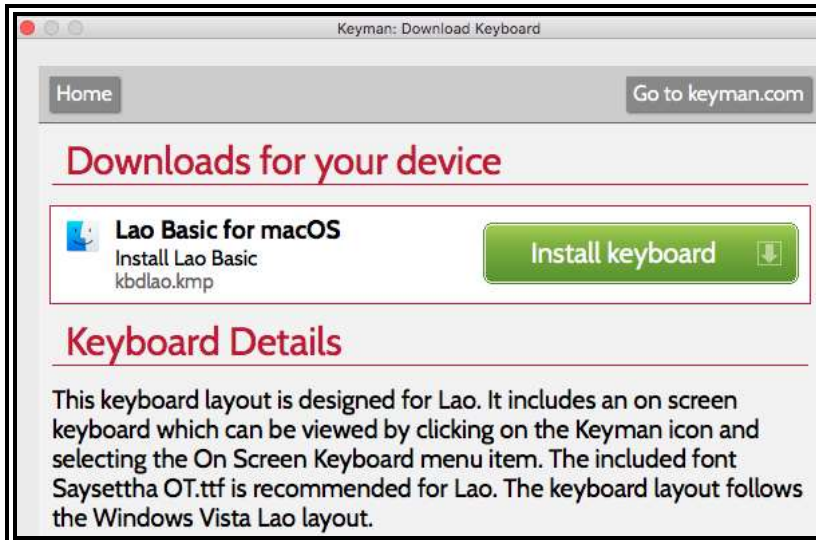 Keyman: Download Keyboard
Home
Go to keyman.com
Downloads for your device
Lao Basic for macOS
Install Lao Basic
kbdlao.kmp
Install keyboard
Keyboard Details
This keyboard layout is designed for Lao. It includes an on screen
keyboard which can be viewed by clicking on the Keyman icon and
selecting the On Screen Keyboard menu item. The included font
Saysettha OT.ttf is recommended for Lao. The keyboard layout follows
the Windows Vista Lao layout.